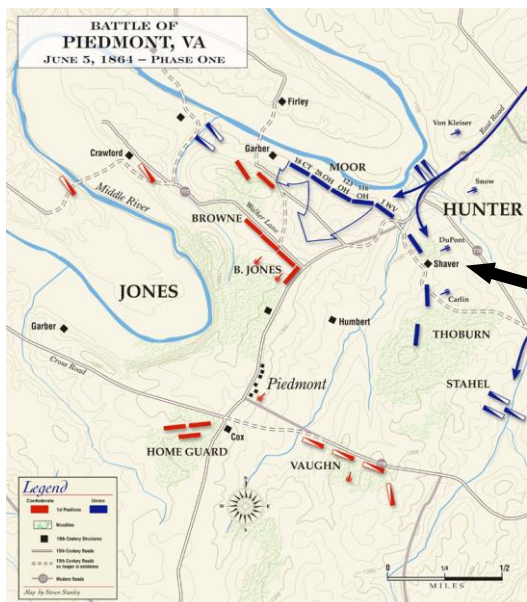 BATTLE OF
PIEDMONT, VA
JUNE 5, 1864 – PHASE ONE
Von Kleiser
East Road
Firley
Garber
Crawford
MOOR
18 CT
28 OH
123 OH
116 OH
1 WV
Snow
HUNTER
Middle River
BROWNE
Walker Lane
DuPont
Shaver
B. JONES
JONES
Carlin
Humbert
Garber
THOBURN
Cross Road
STAHEL
Piedmont
Cox
HOME GUARD
VAUGHN
Legend
Confederate
Union
1st Positions
Woodline
19th-Century Structures
19th-Century Roads
19th-Century Roads
no longer in existence
Modern Roads
Map by Steven Stanley
N
W
E
S
0
1/4
1/2
MILES